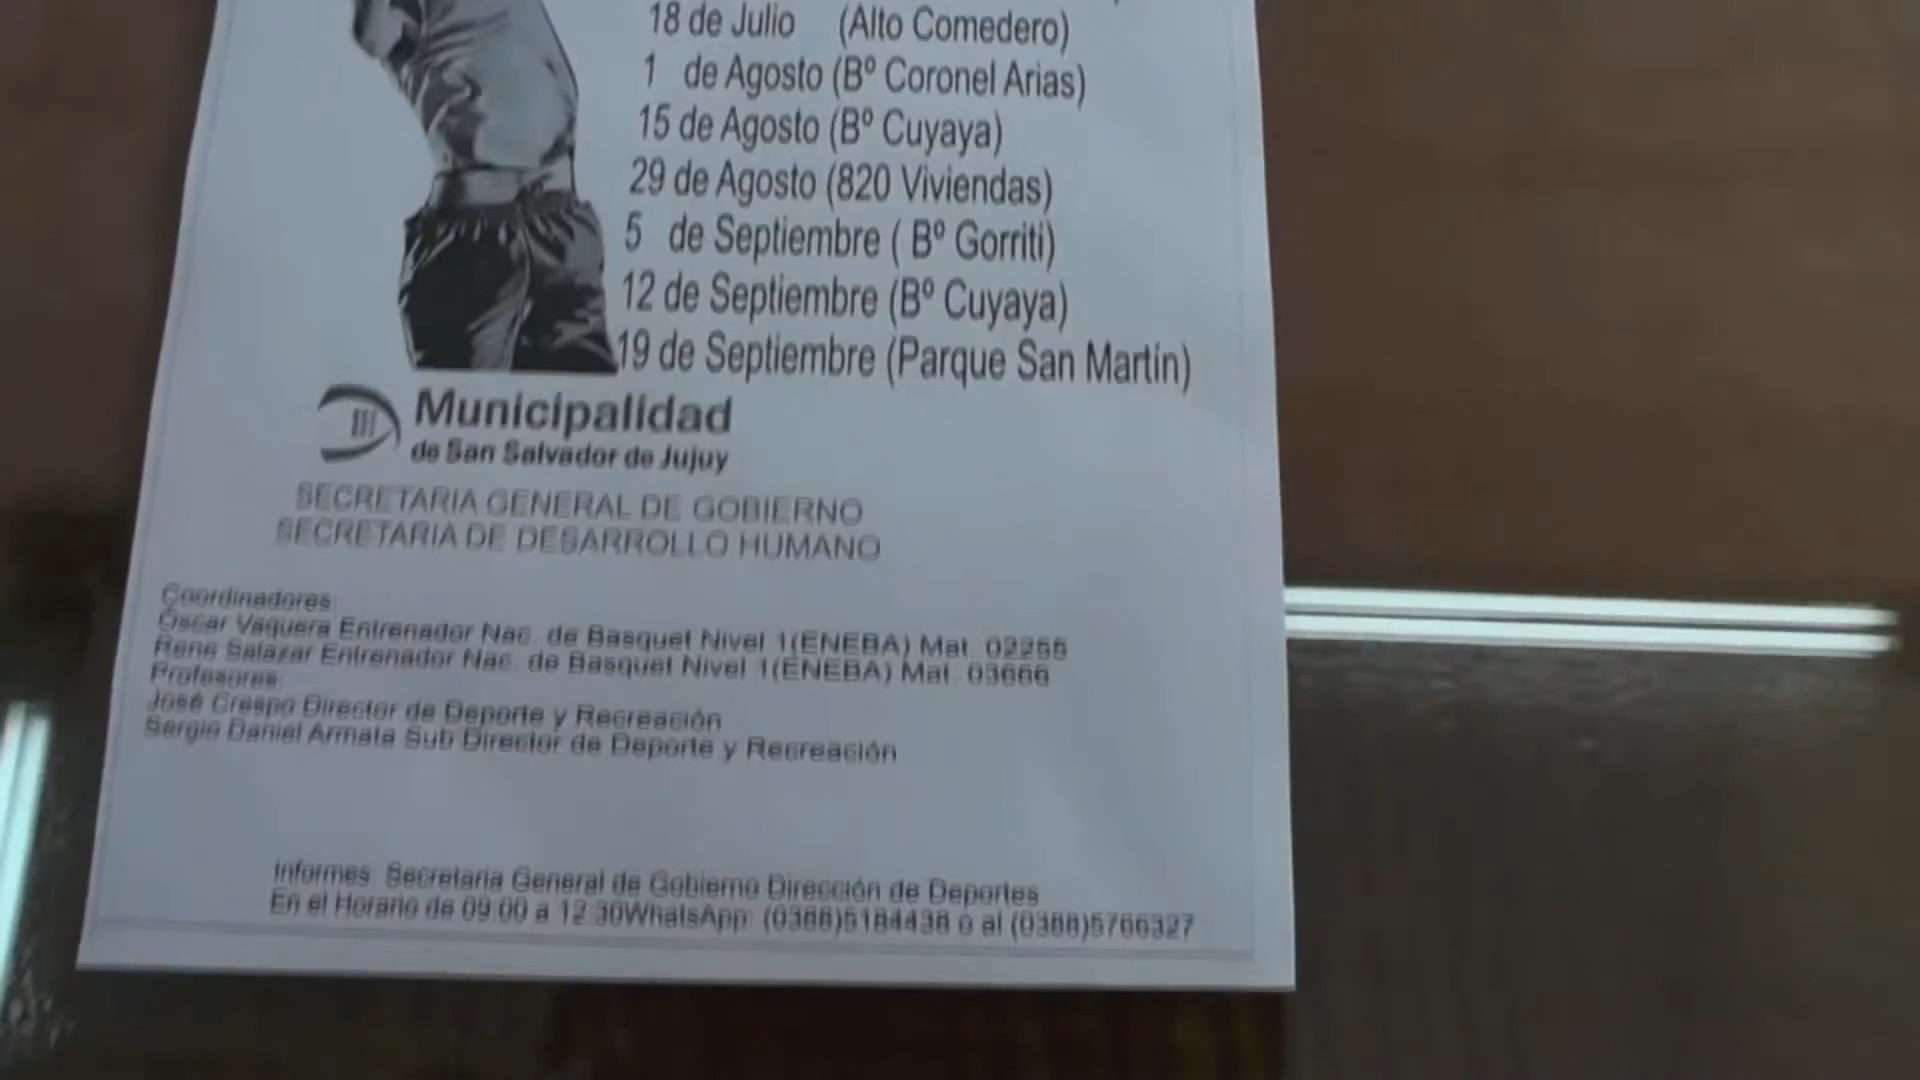 18 de Julio (Alto Comedero)
1 de Agosto (Bº Coronel Arias)
15 de Agosto (Bº Cuyaya)
29 de Agosto (820 Viviendas)
5 de Septiembre ( Bº Gorriti)
12 de Septiembre (Bº Cuyaya)
19 de Septiembre (Parque San Martín)
Municipalidad
de San Salvador de Jujuy
SECRETARIA GENERAL DE GOBIERNO
SECRETARIA DE DESARROLLO HUMANO
Coordinadores
Oscar Vaquera Entrenador Nac. de Basquet Nivel 1(ENEBA) Mat. 02255
Rene Salazar Entrenador Nac. de Basquet Nivel 1(ENEBA) Mat. 03666
Profesores:
José Crespo Director de Deporte y Recreación
Sergio Daniel Armata Sub Director de Deporte y Recreación
Informes: Secretaria General de Gobierno Dirección de Deportes
En el Horario de 09:00 a 12:30WhatsApp: (0388)5184438 o al (0388)5766327